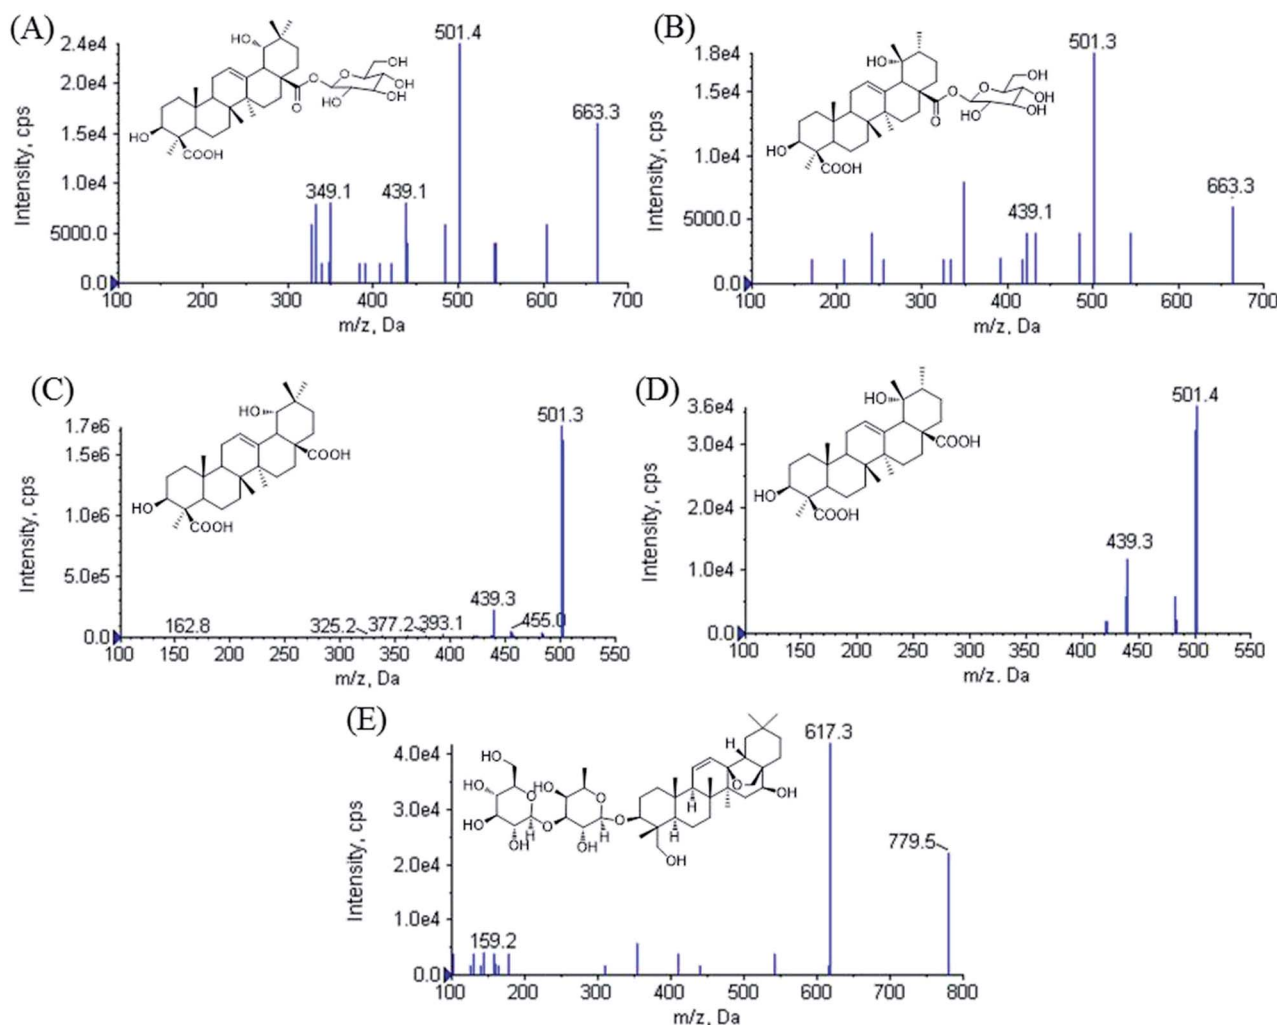 (A)
2.4e4
2.0e4
1.5e4
1.0e4
5000.0
0.0
Intensity, cps
501.4
663.3
349.1
439.1
HO
O
O
O
OH
OH
OH
HO
HO
COOH
100 200 300 400 500 600 700
m/z, Da
(B)
1.8e4
1.5e4
1.0e4
5000.0
0.0
Intensity, cps
501.3
663.3
439.1
HO
O
O
O
OH
OH
OH
HO
HO
COOH
100 200 300 400 500 600 700
m/z, Da
(C)
1.7e6
1.5e6
1.0e6
5.0e5
0.0
Intensity, cps
501.3
439.3
455.0
393.1
377.2
325.2
162.8
HO
COOH
HO
COOH
100 150 200 250 300 350 400 450 500 550
m/z, Da
(D)
3.6e4
3.0e4
2.0e4
1.0e4
0.0
Intensity, cps
501.4
439.3
HO
COOH
HO
COOH
100 150 200 250 300 350 400 450 500 550
m/z, Da
(E)
4.0e4
3.0e4
2.0e4
1.0e4
0.0
Intensity, cps
617.3
779.5
159.2
HO
HO
HO
OH
O
H
O
HO
O
OH
H
O
H
H
OH
H
O
OH
100 200 300 400 500 600 700 800
m/z, Da